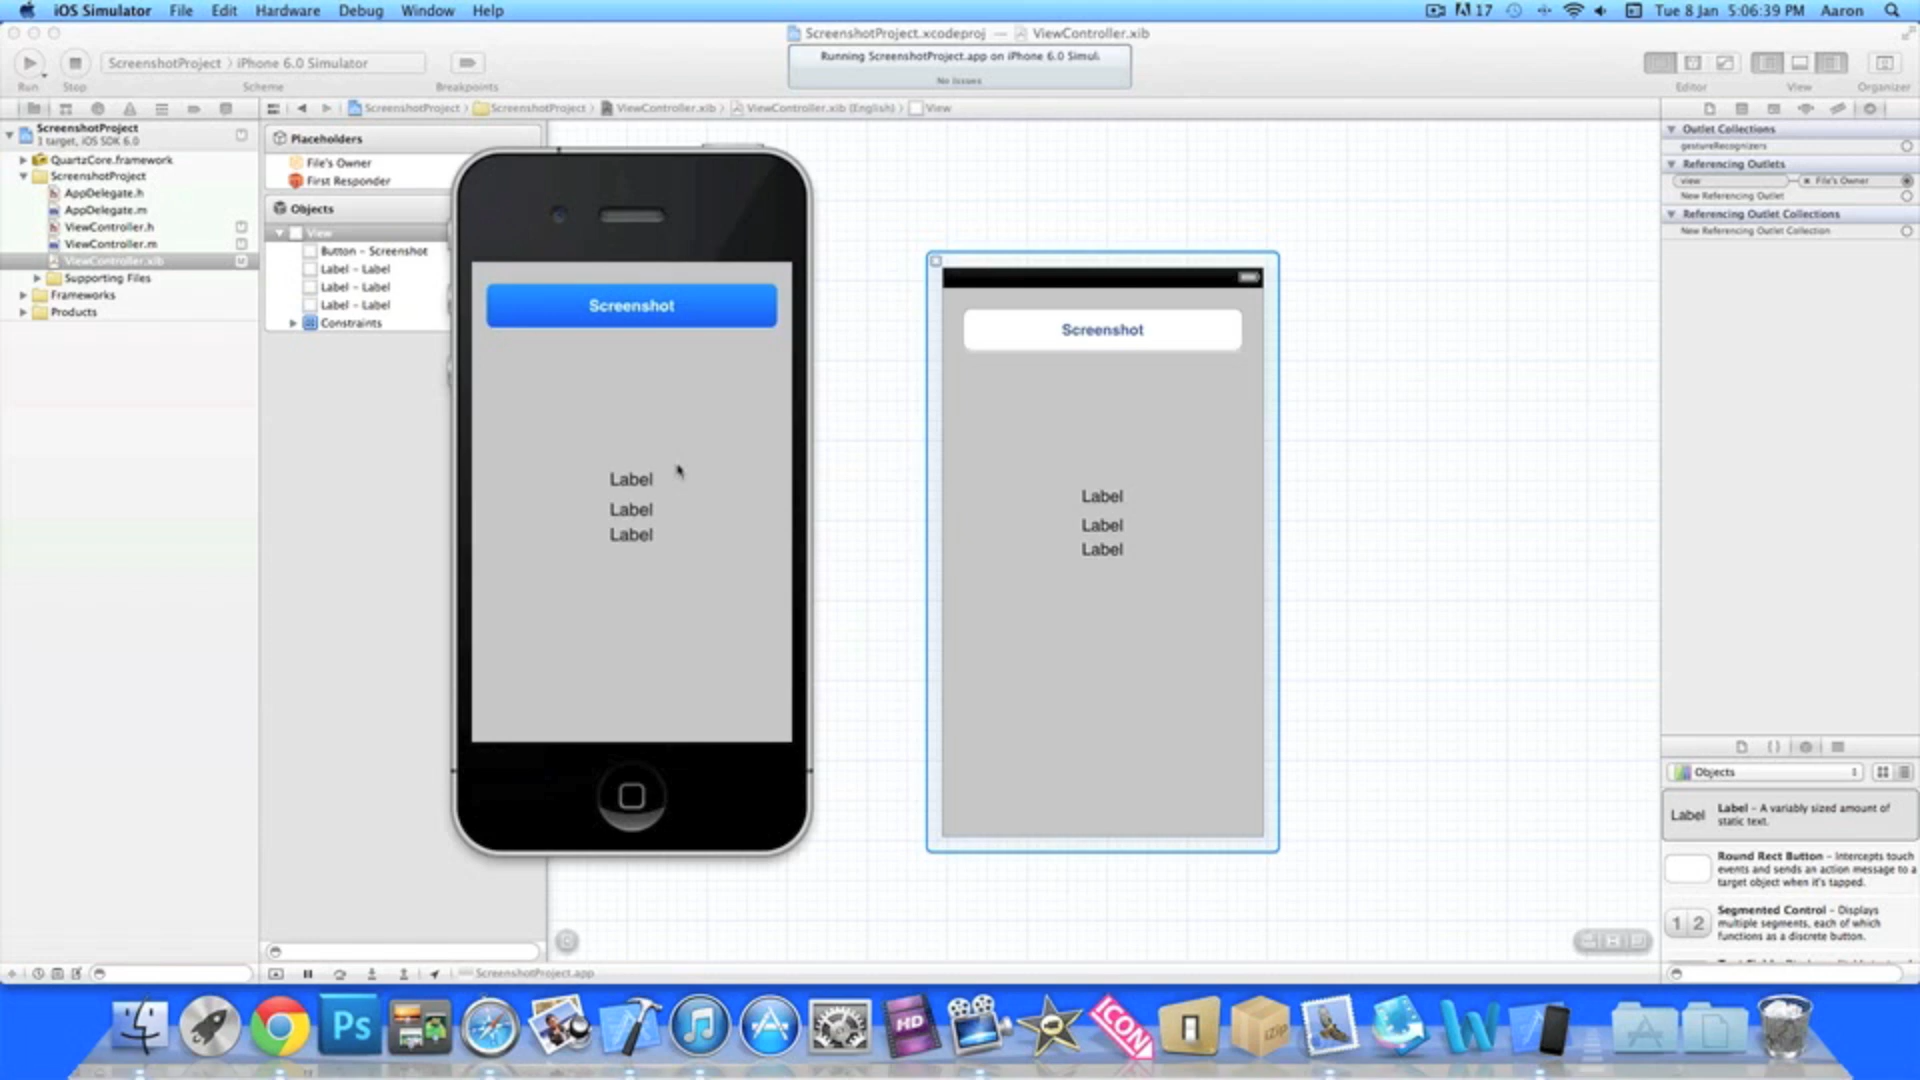 iOS Simulator File Edit Hardware Debug Window Help
17 Tue 8 Jan 5:06:39 PM Aaron
ScreenshotProject.xcodeproj — ViewController.xib
ScreenshotProject iPhone 6.0 Simulator
Running ScreenshotProject.app on iPhone 6.0 Simul
No Issues
Run Stop Scheme Breakpoints
Editor View Organizer
ScreenshotProject ScreenshotProject ViewController.xib ViewController.xib (English) View
ScreenshotProject
1 target, iOS SDK 6.0
QuartzCore.framework
ScreenshotProject
AppDelegate.h
AppDelegate.m
ViewController.h
ViewController.m
ViewController.xib
Supporting Files
Frameworks
Products
Placeholders
File's Owner
First Responder
Objects
View
Button – Screenshot
Label – Label
Label – Label
Label – Label
Constraints
Screenshot
Label
Label
Label
Screenshot
Label
Label
Label
Outlet Collections
gestureRecognizers
Referencing Outlets
view File's Owner
New Referencing Outlet
Referencing Outlet Collections
New Referencing Outlet Collection
Objects
Label
Label – A variably sized amount of
static text.
Round Rect Button – Intercepts touch
events and sends an action message to a
target object when it's tapped.
1 2
Segmented Control – Displays
multiple segments, each of which
functions as a discrete button.
ScreenshotProject.app
Ps
HD
ICON
iZip
W